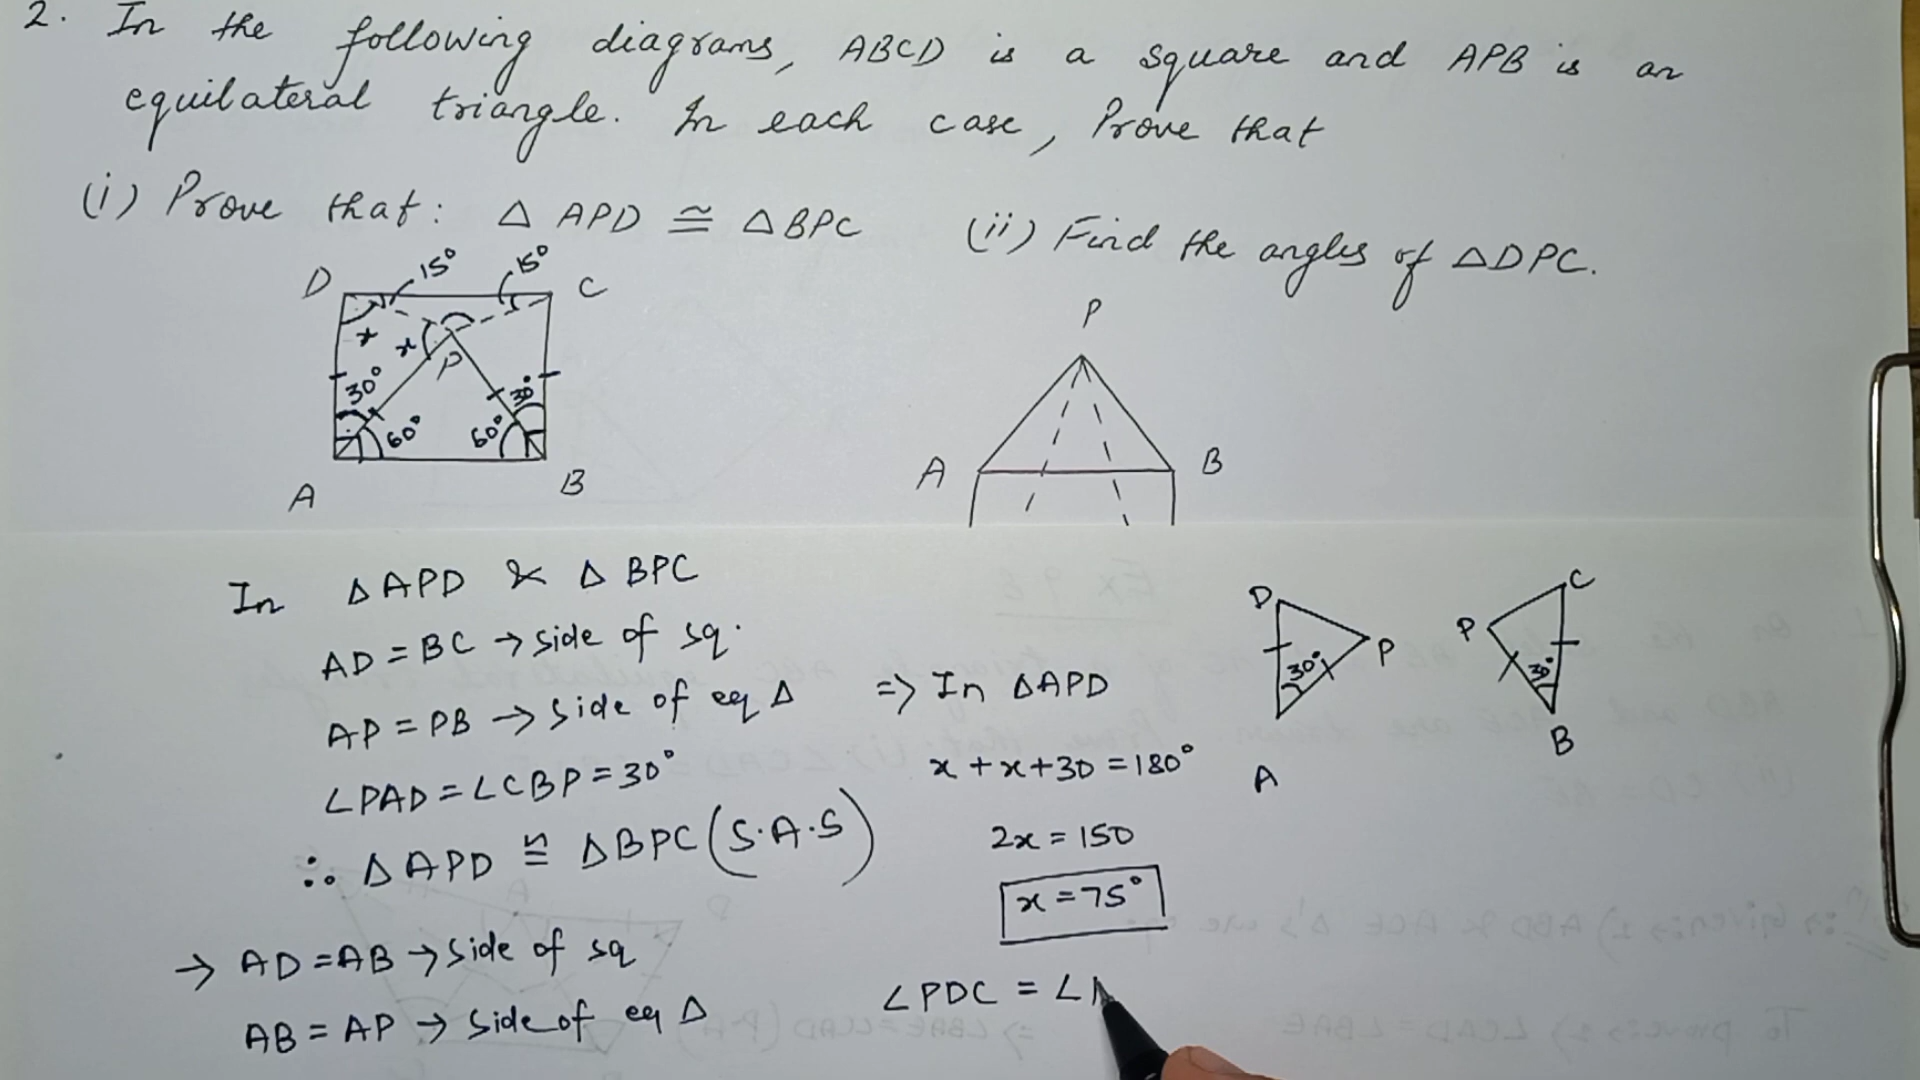 2. In the following diagrams, ABCD is a square and APB is an
equilateral triangle. In each case, Prove that
(i) Prove that: △ APD ≅ △BPC (ii) Find the angles of △DPC.
D 15° 15° C
x x P
30° 30°
60° 60°
A B
P
A B
In △APD & △BPC
AD = BC → side of sq.
AP = PB → side of eq △
∠PAD = ∠CBP = 30°
∴ △APD ≅ △BPC (S.A.S)
→ AD = AB → side of sq
AB = AP → side of eq △
⇒ In △APD
x + x + 30 = 180°
2x = 150
x = 75°
∠PDC = ∠
D P 30° A
P C 30° B